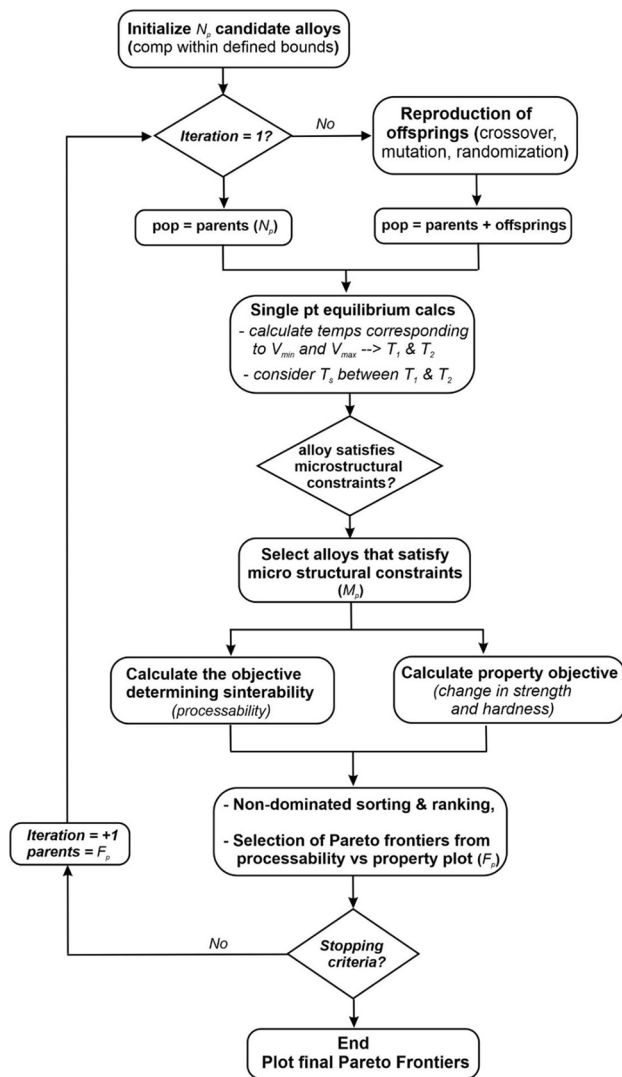 Initialize Np candidate alloys
(comp within defined bounds)
Iteration = 1?
No
Reproduction of
offsprings (crossover,
mutation, randomization)
pop = parents (Np)
pop = parents + offsprings
Single pt equilibrium calcs
- calculate temps corresponding
to Vmin and Vmax --> T1 & T2
- consider Ts between T1 & T2
alloy satisfies
microstructural
constraints?
Select alloys that satisfy
micro structural constraints
(Mp)
Calculate the objective
determining sinterability
(processability)
Calculate property objective
(change in strength
and hardness)
- Non-dominated sorting & ranking,
- Selection of Pareto frontiers from
processability vs property plot (Fp)
Iteration = +1
parents = Fp
No
Stopping
criteria?
End
Plot final Pareto Frontiers